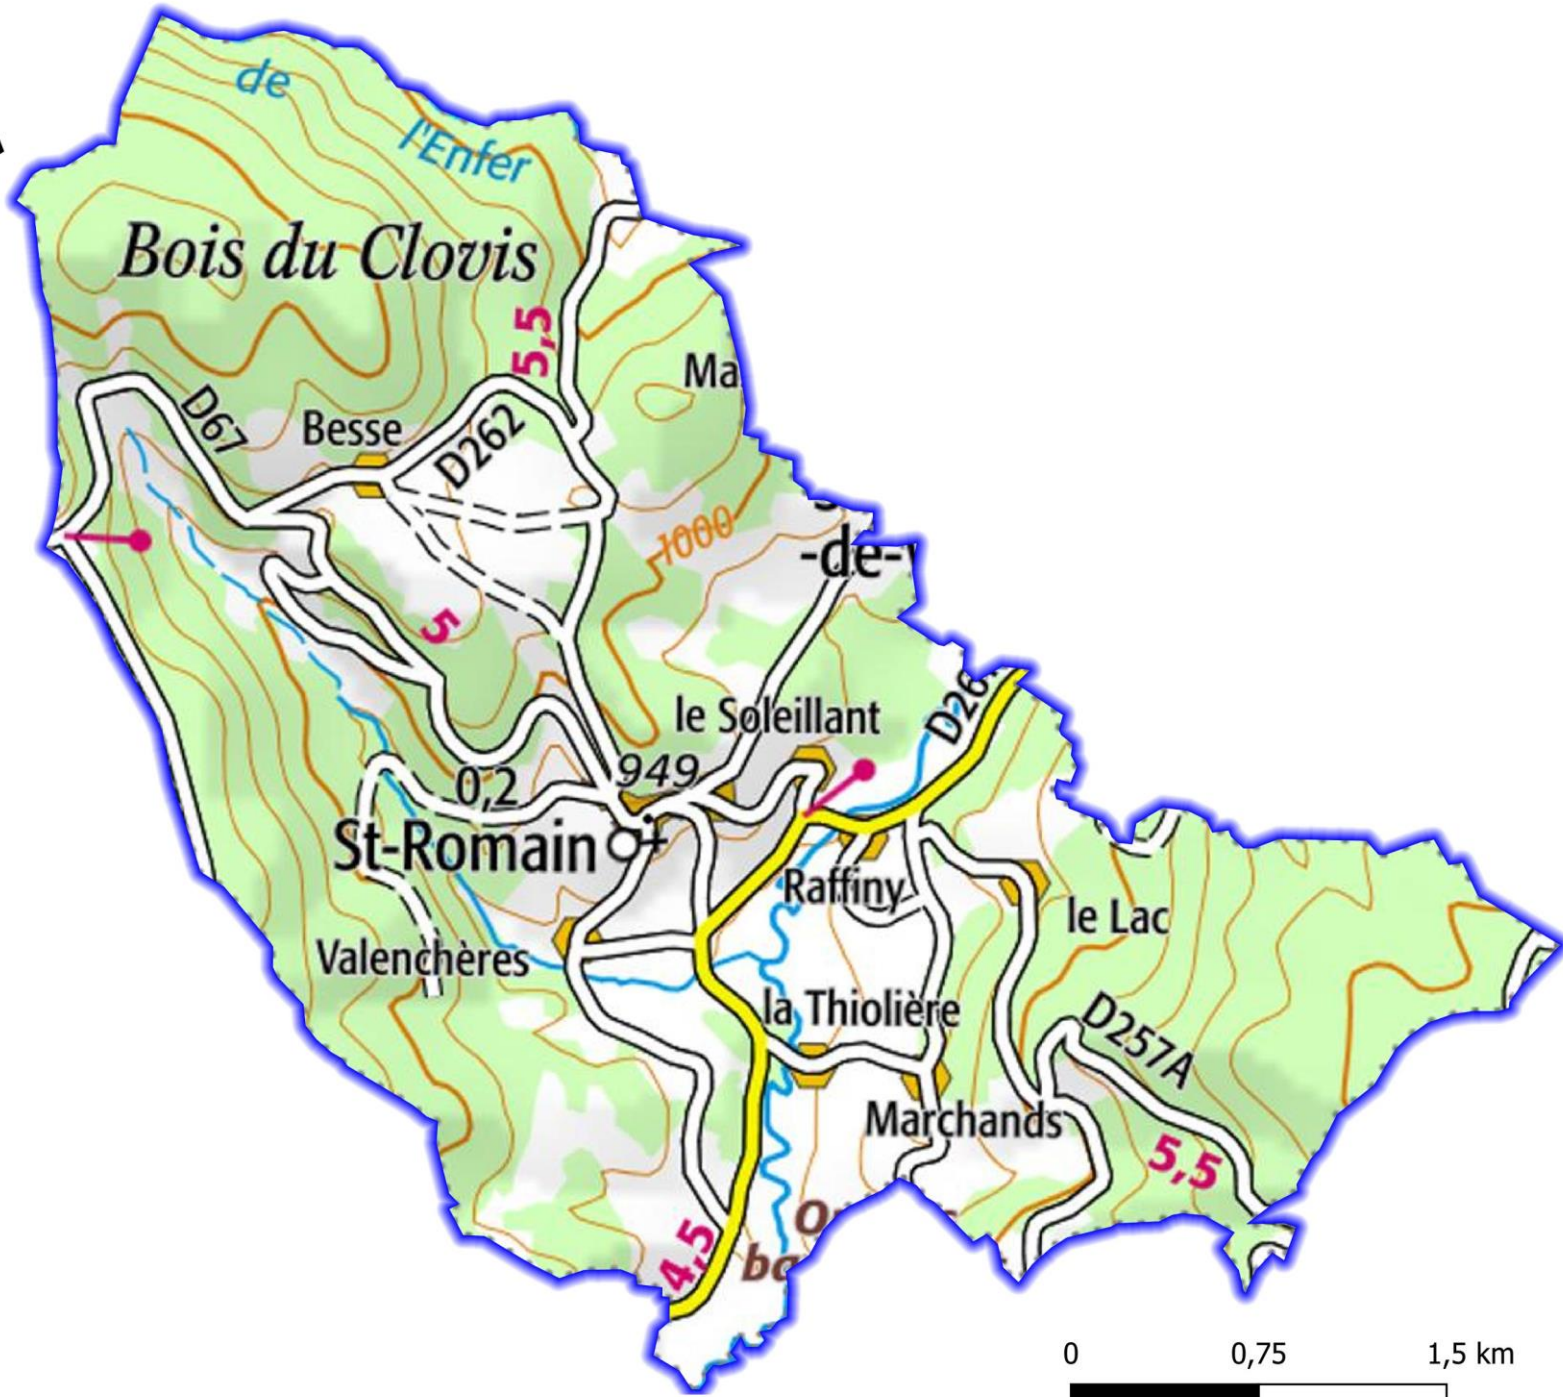 de
l'Enfer
Bois du Clovis
5,5
Ma
D67
Besse
D262
1000
-de-
5
le Soleillant
D26
949
0,2
St-Romain
Raffiny
le Lac
Valenchères
la Thiolière
D257A
Marchands
5,5
4,5
0 0,75 1,5 km